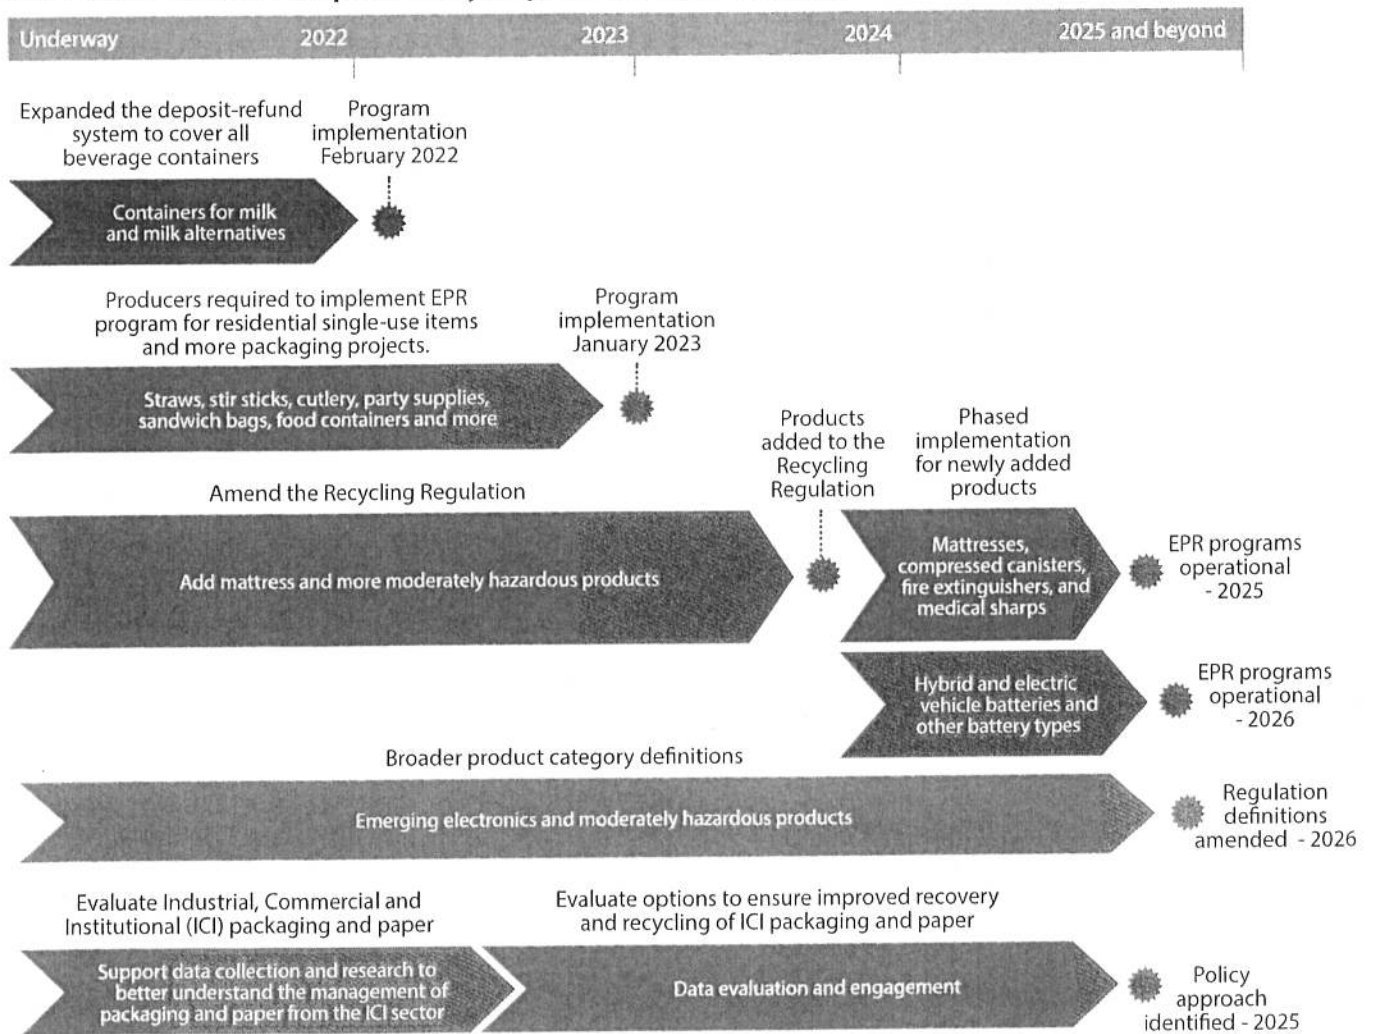 Underway 2022 2023 2024 2025 and beyond
Expanded the deposit-refund
system to cover all
beverage containers
Program
implementation
February 2022
Containers for milk
and milk alternatives
Producers required to implement EPR
program for residential single-use items
and more packaging projects.
Program
implementation
January 2023
Straws, stir sticks, cutlery, party supplies,
sandwich bags, food containers and more
Products
added to the
Recycling
Regulation
Phased
implementation
for newly added
products
Amend the Recycling Regulation
Add mattress and more moderately hazardous products
Mattresses,
compressed canisters,
fire extinguishers, and
medical sharps
EPR programs
operational
- 2025
Hybrid and electric
vehicle batteries and
other battery types
EPR programs
operational
- 2026
Broader product category definitions
Emerging electronics and moderately hazardous products
Regulation
definitions
amended - 2026
Evaluate Industrial, Commercial and
Institutional (ICI) packaging and paper
Evaluate options to ensure improved recovery
and recycling of ICI packaging and paper
Support data collection and research to
better understand the management of
packaging and paper from the ICI sector
Data evaluation and engagement
Policy
approach
identified - 2025